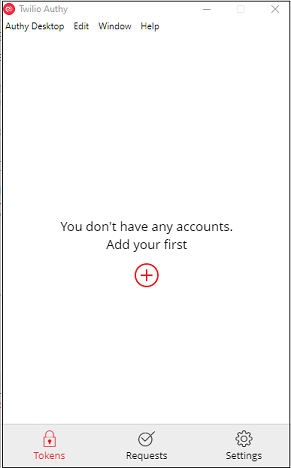 Twilio Authy
Authy Desktop Edit Window Help
You don't have any accounts.
Add your first
Tokens Requests Settings